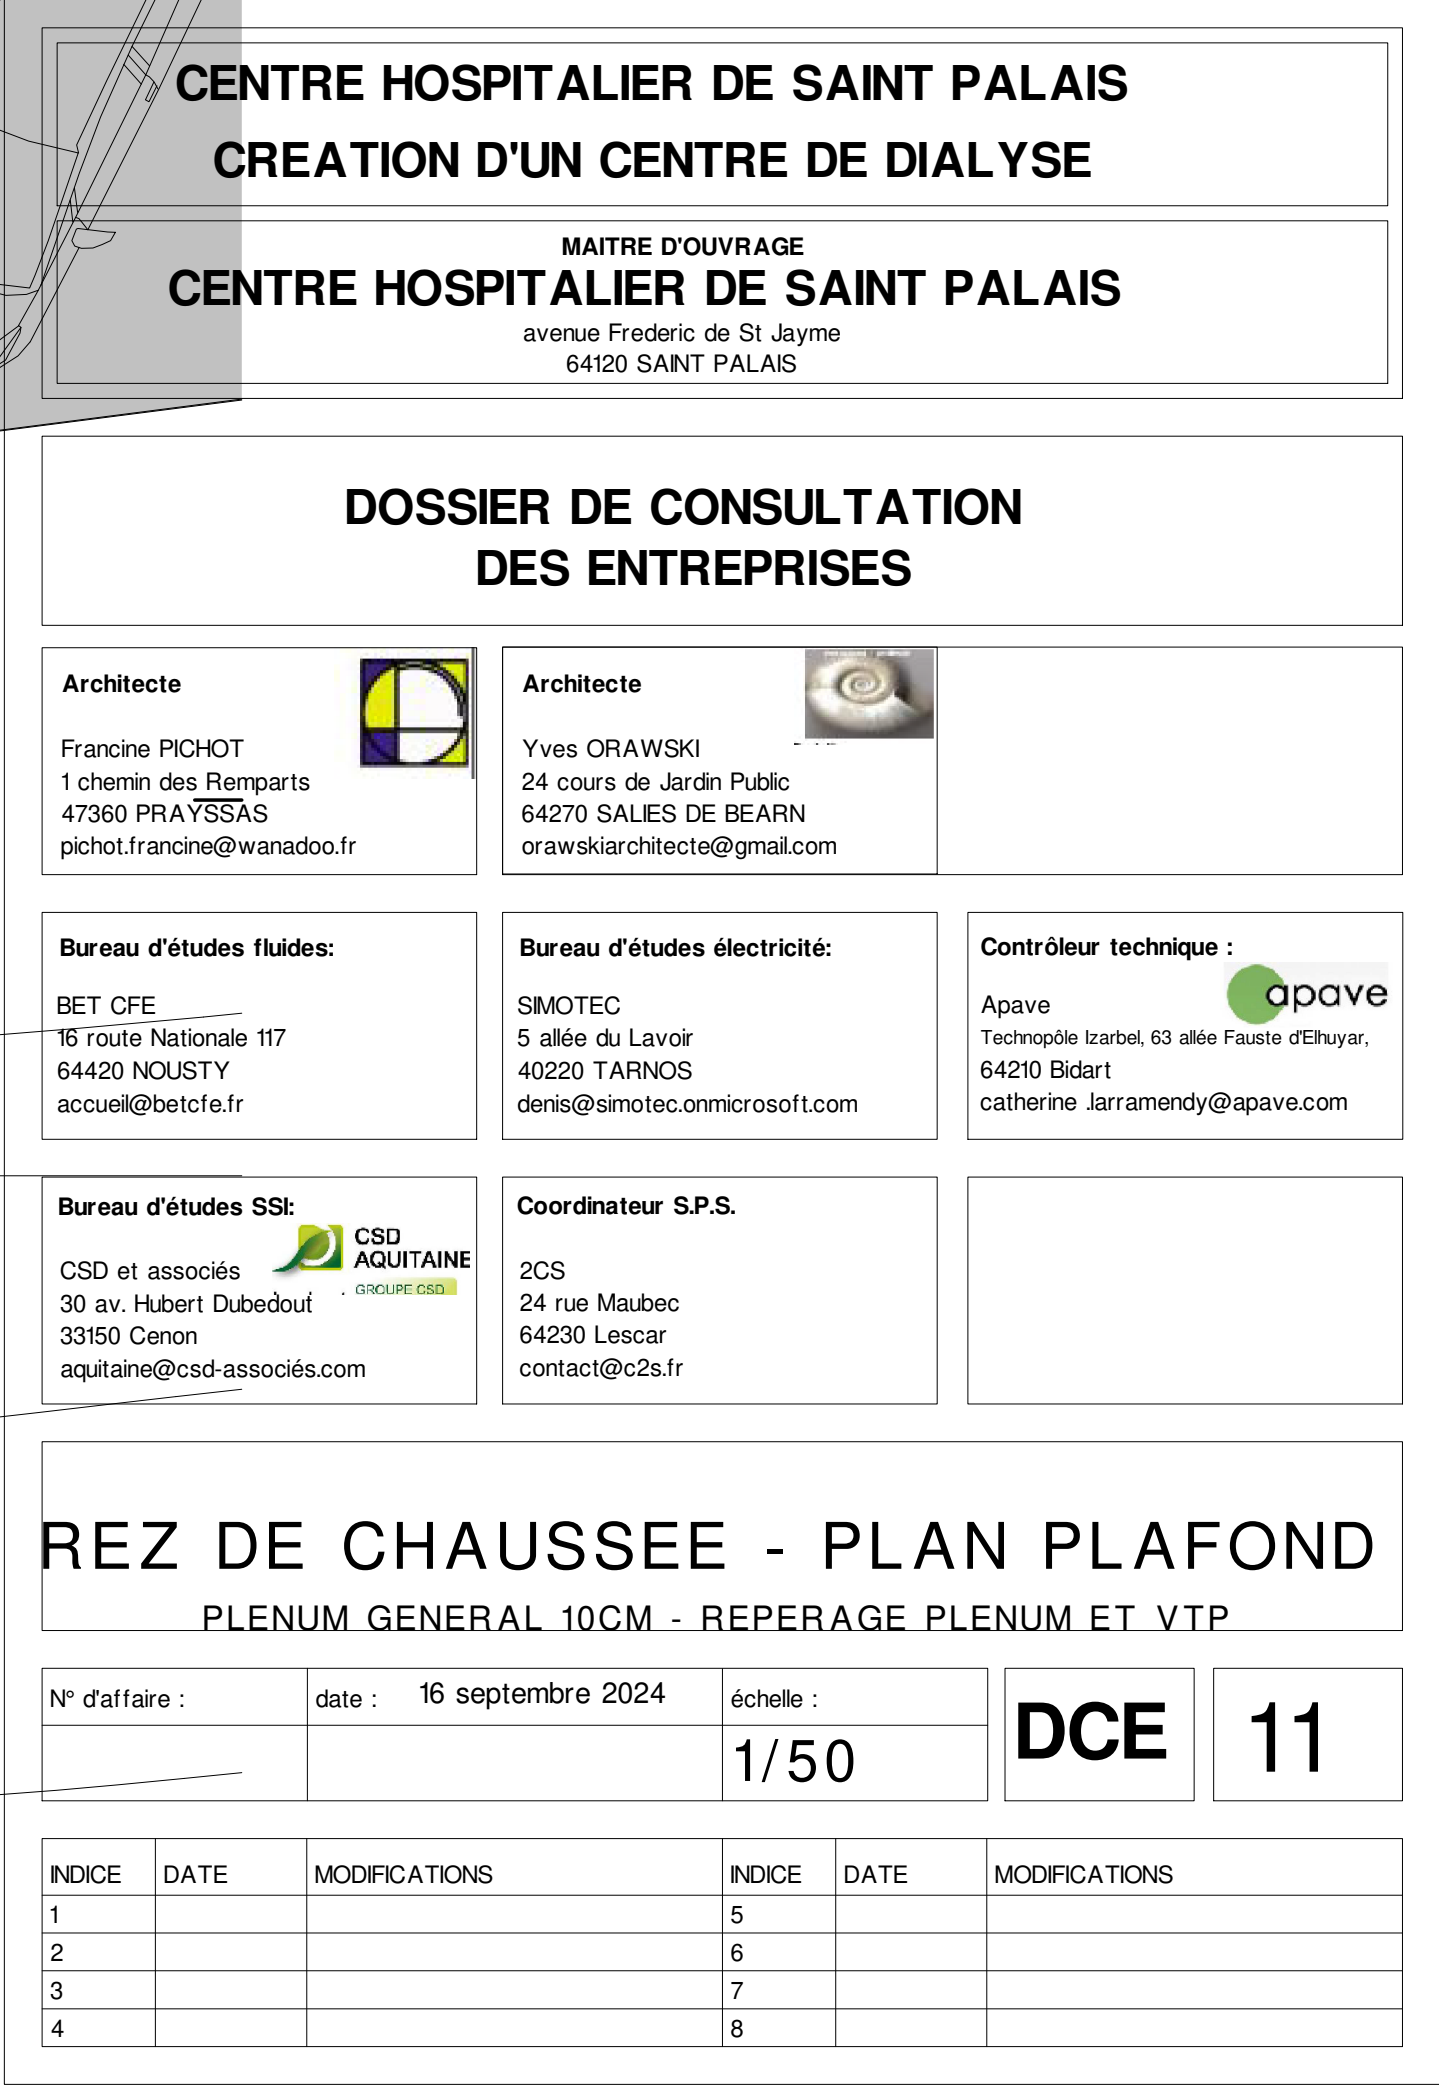 CENTRE HOSPITALIER DE SAINT PALAIS
CREATION D'UN CENTRE DE DIALYSE
MAITRE D'OUVRAGE
CENTRE HOSPITALIER DE SAINT PALAIS
avenue Frederic de St Jayme
64120 SAINT PALAIS
DOSSIER DE CONSULTATION
DES ENTREPRISES
Architecte
Francine PICHOT
1 chemin des Remparts
47360 PRAYSSAS
pichot.francine@wanadoo.fr
Architecte
Yves ORAWSKI
24 cours de Jardin Public
64270 SALIES DE BEARN
orawskiarchitecte@gmail.com
Bureau d'études fluides:
BET CFE
16 route Nationale 117
64420 NOUSTY
accueil@betcfe.fr
Bureau d'études électricité:
SIMOTEC
5 allée du Lavoir
40220 TARNOS
denis@simotec.onmicrosoft.com
Contrôleur technique :
apave
Apave
Technopôle Izarbel, 63 allée Fauste d'Elhuyar,
64210 Bidart
catherine .larramendy@apave.com
Bureau d'études SSI:
CSD
AQUITAINE
GROUPE CSD
CSD et associés
30 av. Hubert Dubedout
33150 Cenon
aquitaine@csd-associés.com
Coordinateur S.P.S.
2CS
24 rue Maubec
64230 Lescar
contact@c2s.fr
REZ DE CHAUSSEE - PLAN PLAFOND
PLENUM GENERAL 10CM - REPERAGE PLENUM ET VTP
N° d'affaire : date : 16 septembre 2024 échelle :
1/50
DCE 11
INDICE DATE MODIFICATIONS INDICE DATE MODIFICATIONS
1 5
2 6
3 7
4 8